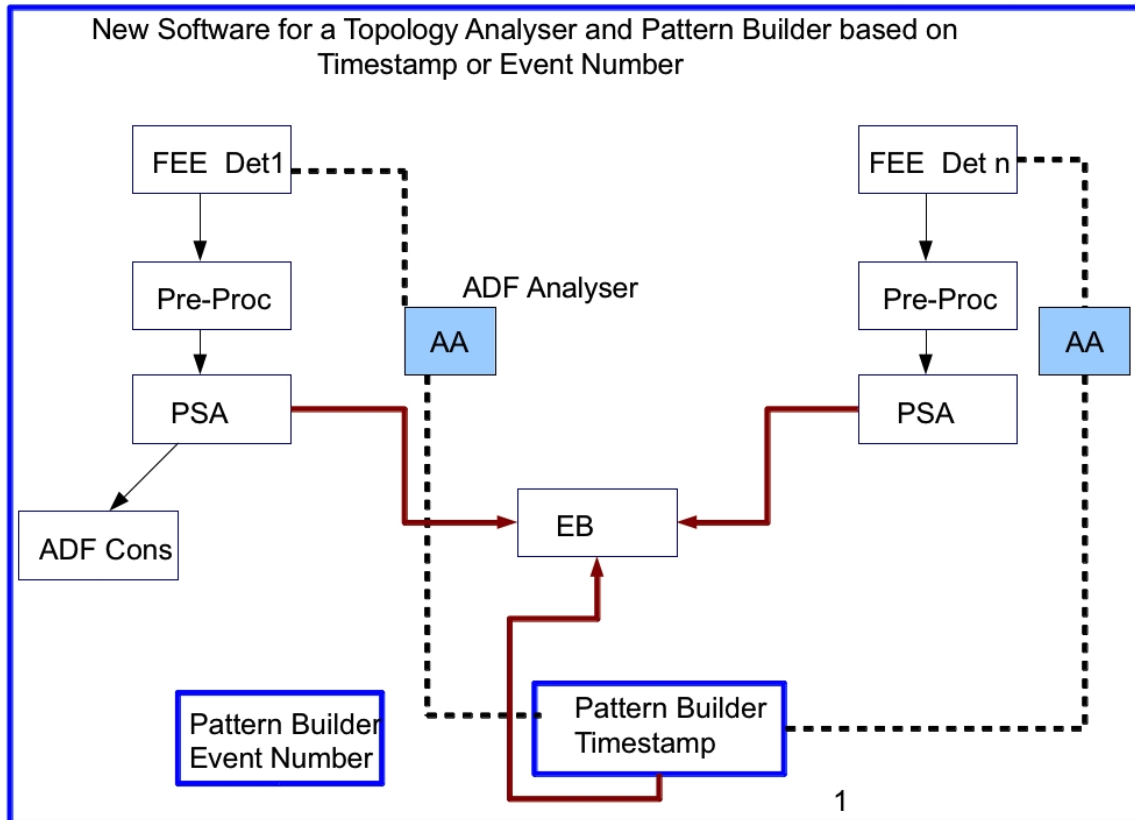 New Software for a Topology Analyser and Pattern Builder based on
Timestamp or Event Number
FEE Det1
FEE Det n
Pre-Proc
ADF Analyser
Pre-Proc
AA
AA
PSA
PSA
EB
ADF Cons
Pattern Builder
Event Number
Pattern Builder
Timestamp
1